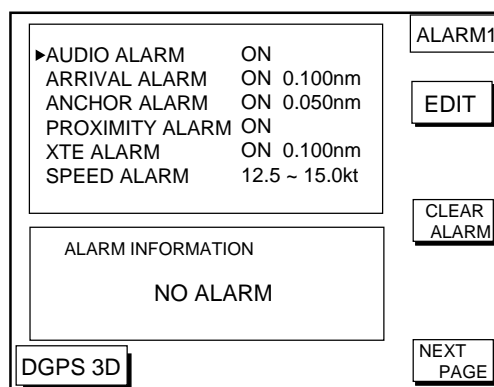 ALARM1
▶AUDIO ALARM ON
ARRIVAL ALARM ON 0.100nm
ANCHOR ALARM ON 0.050nm
PROXIMITY ALARM ON
XTE ALARM ON 0.100nm
SPEED ALARM 12.5 ~ 15.0kt
EDIT
CLEAR
ALARM
ALARM INFORMATION
NO ALARM
DGPS 3D
NEXT
PAGE